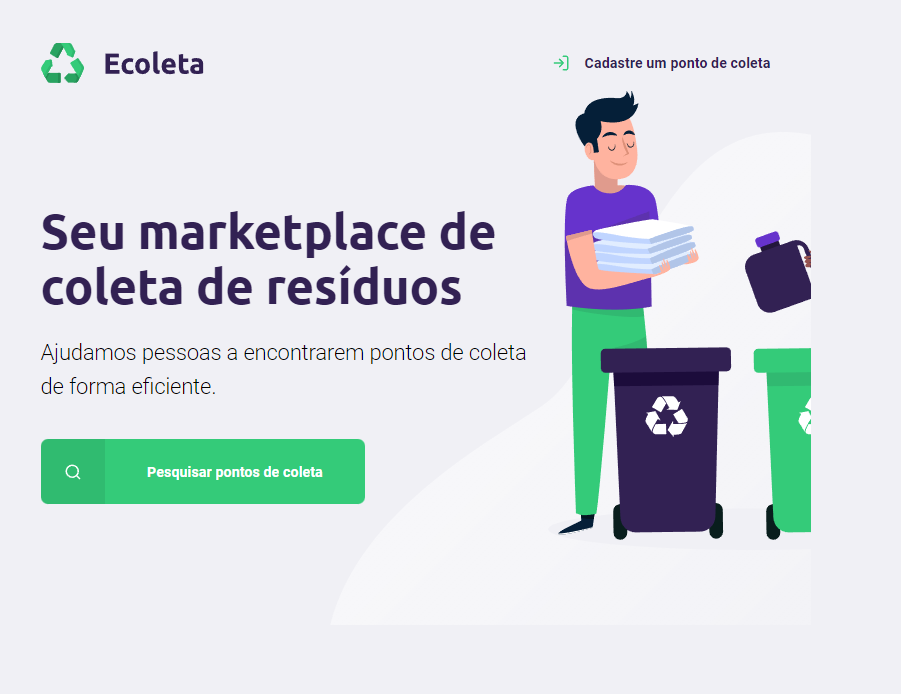 Ecoleta
Cadastre um ponto de coleta
Seu marketplace de
coleta de resíduos
Ajudamos pessoas a encontrarem pontos de coleta
de forma eficiente.
Pesquisar pontos de coleta